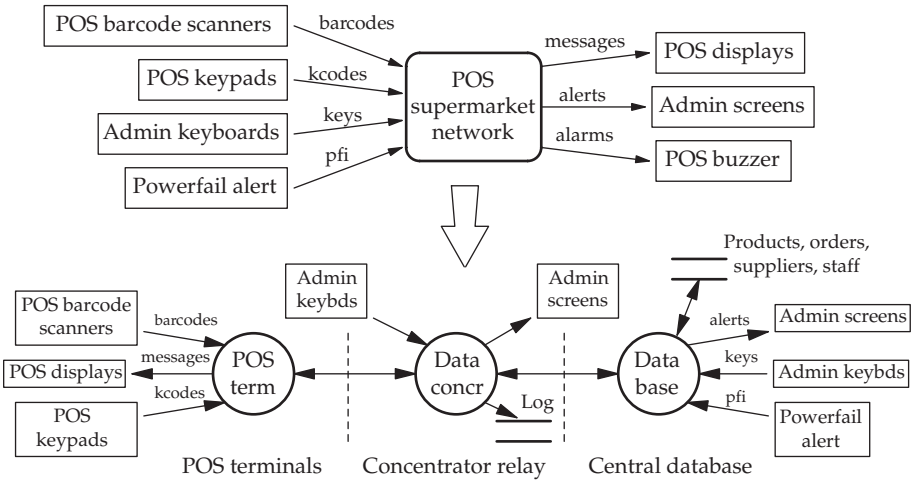 POS barcode scanners
barcodes
POS keypads
kcodes
Admin keyboards
keys
Powerfail alert
pfi
POS
supermarket
network
messages
POS displays
alerts
Admin screens
alarms
POS buzzer
Products, orders,
suppliers, staff
Admin
keybds
Admin
screens
POS barcode
scanners
barcodes
POS displays
messages
POS
keypads
kcodes
POS
term
Data
concr
Log
Data
base
alerts
Admin screens
keys
Admin keybds
pfi
Powerfail
alert
POS terminals
Concentrator relay
Central database